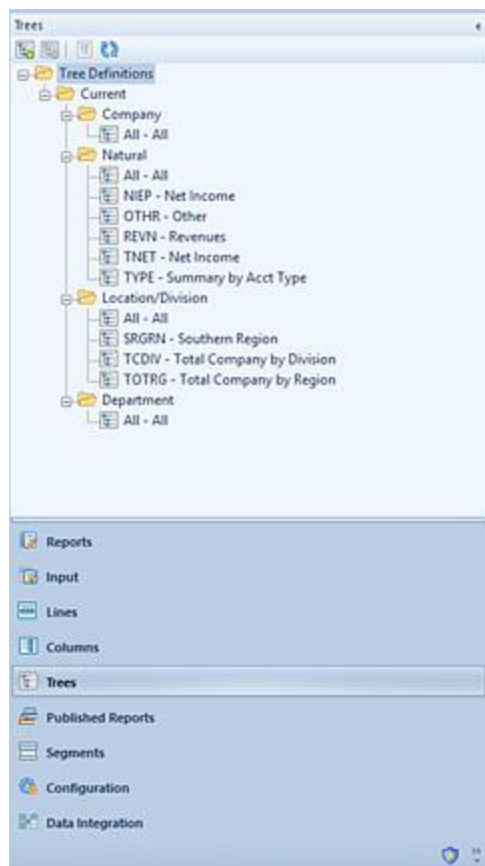 Trees
Tree Definitions
Current
Company
All - All
Natural
All - All
NIEP - Net Income
OTHR - Other
REVN - Revenues
TNET - Net Income
TYPE - Summary by Acct Type
Location/Division
All - All
SRGRN - Southern Region
TCDIV - Total Company by Division
TOTRG - Total Company by Region
Department
All - All
Reports
Input
Lines
Columns
Trees
Published Reports
Segments
Configuration
Data Integration